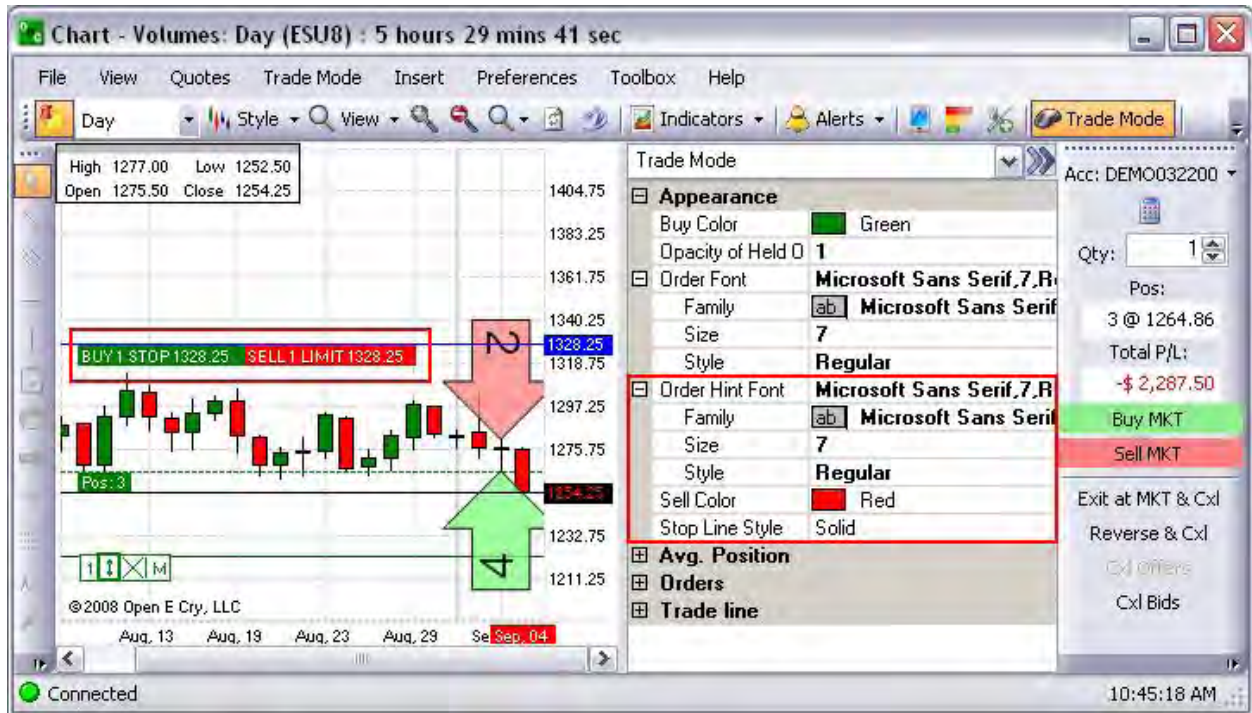 Chart - Volumes: Day (ESU8) : 5 hours 29 mins 41 sec
File View Quotes Trade Mode Insert Preferences Toolbox Help
Day Style View Indicators Alerts Trade Mode
High 1277.00 Low 1252.50
Open 1275.50 Close 1254.25
1404.75
1383.25
1361.75
1340.25
1328.25
1318.75
1297.25
1275.75
1254.25
1232.75
1211.25
BUY 1 STOP 1328.25 SELL 1 LIMIT 1328.25
2
Pos: 3
4
1 M
©2008 Open E Cry, LLC
Aug, 13 Aug, 19 Aug, 23 Aug, 29 Se Sep, 04
Trade Mode
Appearance
Buy Color Green
Opacity of Held O 1
Order Font Microsoft Sans Serif,7,Re
Family ab Microsoft Sans Serif
Size 7
Style Regular
Order Hint Font Microsoft Sans Serif,7,R
Family ab Microsoft Sans Serif
Size 7
Style Regular
Sell Color Red
Stop Line Style Solid
Avg. Position
Orders
Trade line
Acc: DEMO032200
Qty: 1
Pos:
3 @ 1264.86
Total P/L:
-$ 2,287.50
Buy MKT
Sell MKT
Exit at MKT & Cxl
Reverse & Cxl
Cxl Offers
Cxl Bids
Connected 10:45:18 AM